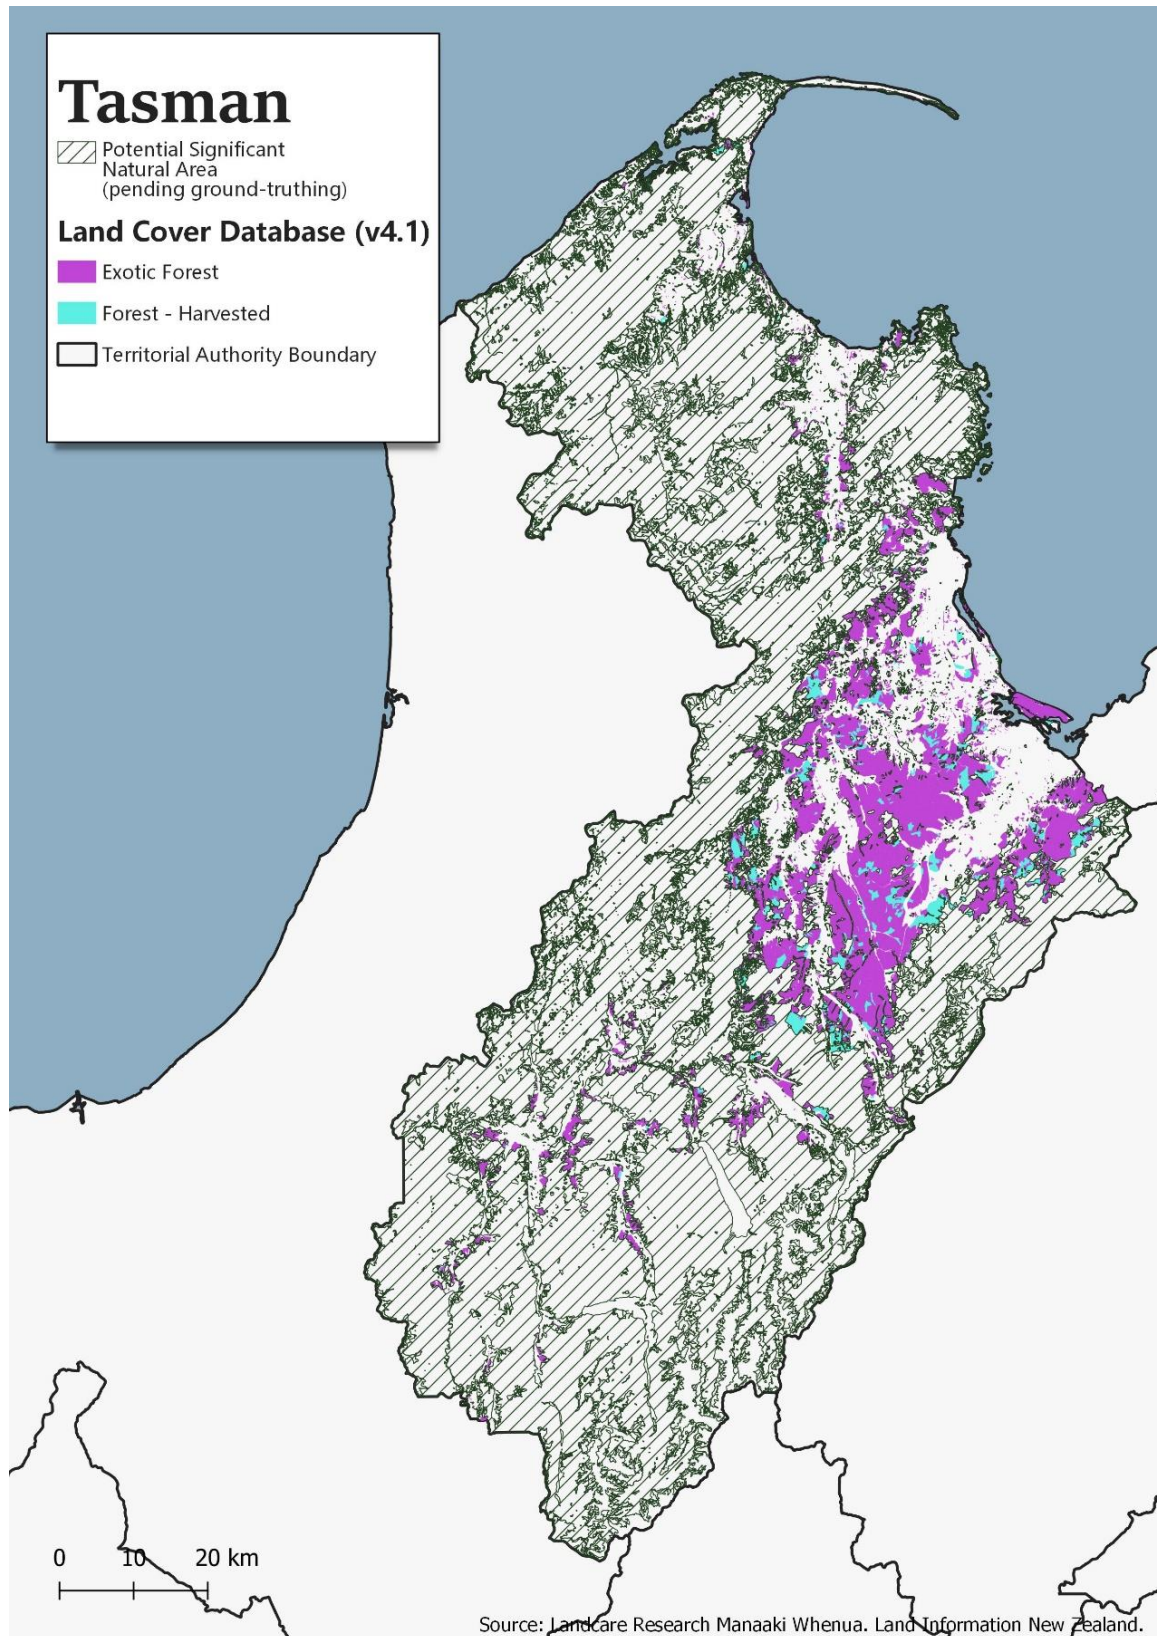 Tasman
Potential Significant
Natural Area
(pending ground-truthing)
Land Cover Database (v4.1)
Exotic Forest
Forest - Harvested
Territorial Authority Boundary
0 10 20 km
Source: Landcare Research Manaaki Whenua. Land Information New Zealand.